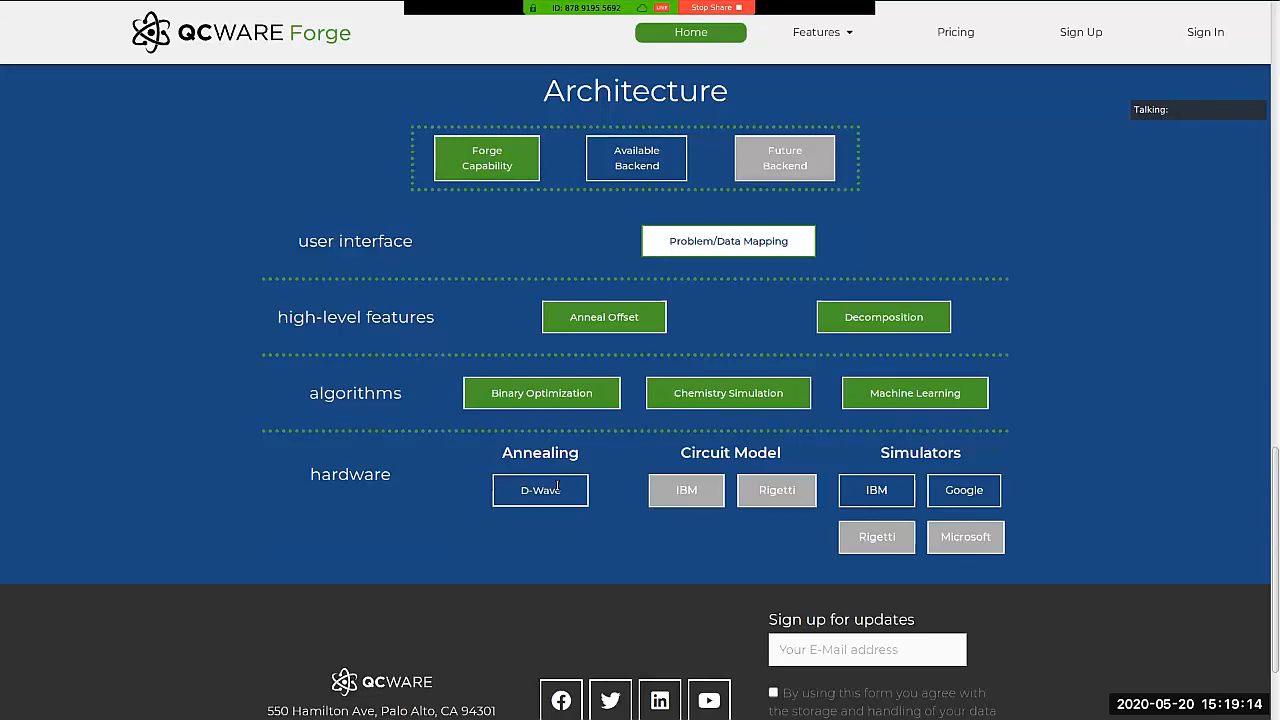 ID: 878 9195 5692
LIVE
Stop Share
QCWARE Forge
Home
Features
Pricing
Sign Up
Sign In
Talking:
Architecture
Forge
Capability
Available
Backend
Future
Backend
user interface
Problem/Data Mapping
high-level features
Anneal Offset
Decomposition
algorithms
Binary Optimization
Chemistry Simulation
Machine Learning
hardware
Annealing
Circuit Model
Simulators
D-Wave
IBM
Rigetti
IBM
Google
Rigetti
Microsoft
Sign up for updates
Your E-Mail address
QCWARE
550 Hamilton Ave, Palo Alto, CA 94301
By using this form you agree with
the storage and handling of your data
2020-05-20 15:19:14